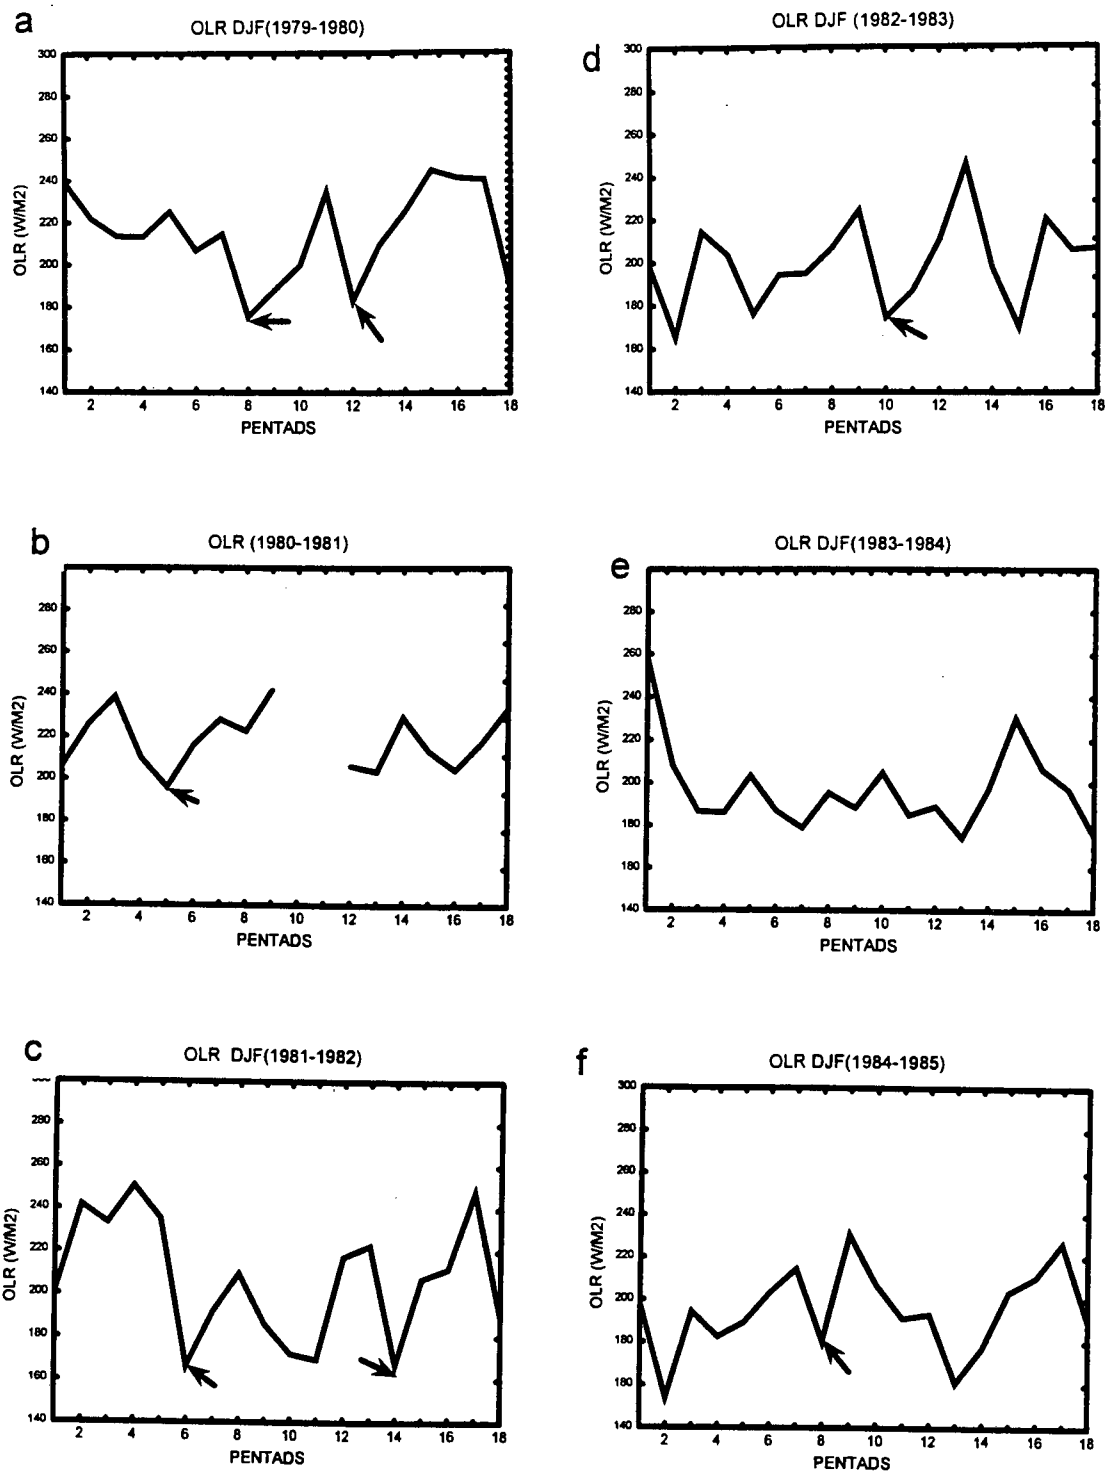 a
OLR DJF(1979-1980)
300
280
260
240
220
200
180
160
140
OLR (W/M2)
2 4 6 8 10 12 14 16 18
PENTADS
b
OLR (1980-1981)
280
260
240
220
200
180
160
140
OLR (W/M2)
2 4 6 8 10 12 14 16 18
PENTADS
c
OLR DJF(1981-1982)
280
260
240
220
200
180
160
140
OLR (W/M2)
2 4 6 8 10 12 14 16 18
PENTADS
d
OLR DJF (1982-1983)
300
280
260
240
220
200
180
160
140
OLR (W/M2)
2 4 6 8 10 12 14 16 18
PENTADS
e
OLR DJF(1983-1984)
280
260
240
220
200
180
160
140
OLR (W/M2)
2 4 6 8 10 12 14 16 18
PENTADS
f
OLR DJF(1984-1985)
300
280
260
240
220
200
180
160
140
OLR (W/M2)
2 4 6 8 10 12 14 16 18
PENTADS